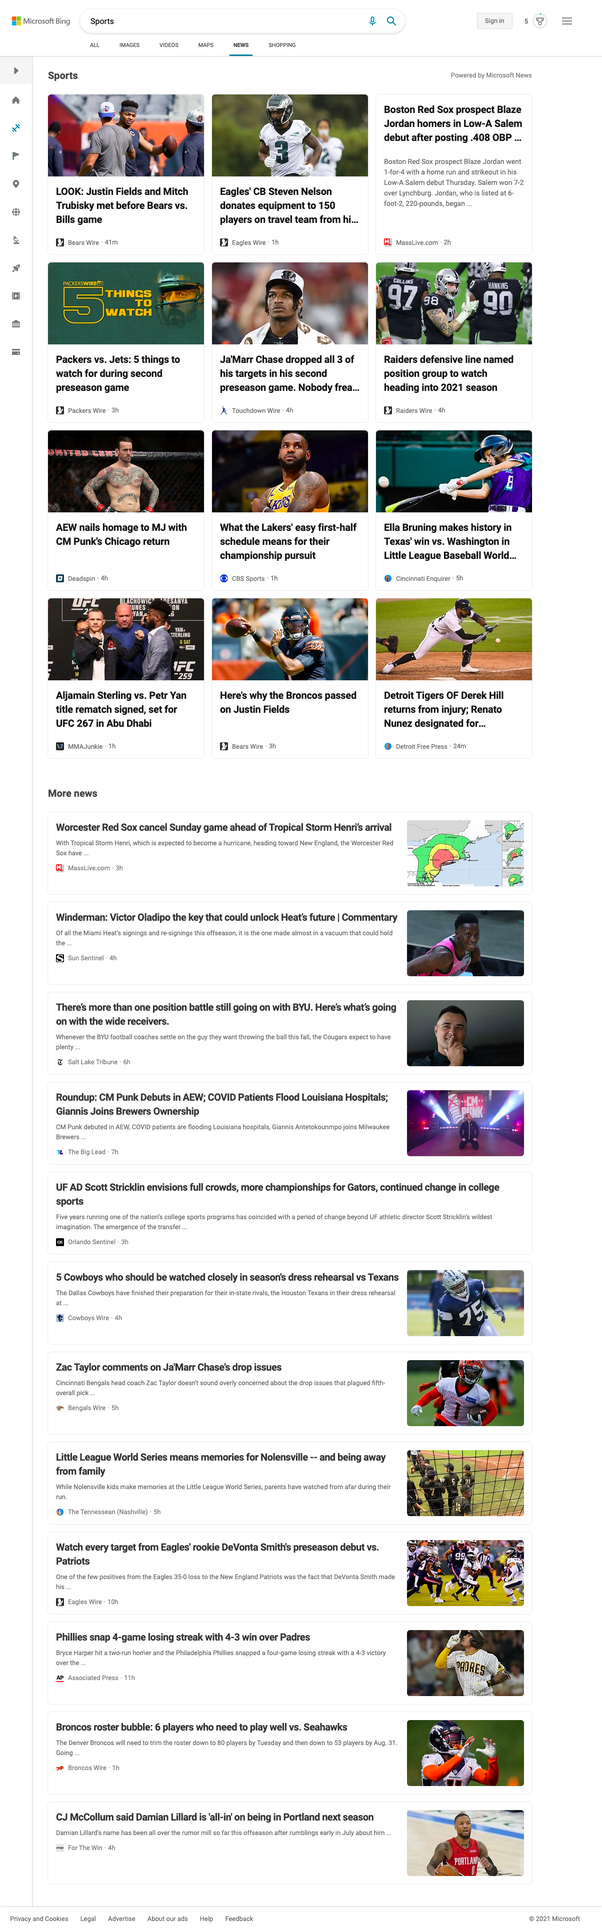 Microsoft Bing
Sports
Sign in
5
ALL
IMAGES
VIDEOS
MAPS
NEWS
SHOPPING
Sports
Powered by Microsoft News
LOOK: Justin Fields and Mitch
Trubisky met before Bears vs.
Bills game
Bears Wire · 41m
Eagles' CB Steven Nelson
donates equipment to 150
players on travel team from hi...
Eagles Wire · 1h
Boston Red Sox prospect Blaze
Jordan homers in Low-A Salem
debut after posting .408 OBP ...
Boston Red Sox prospect Blaze Jordan went
1-for-4 with a home run and strikeout in his
Low-A Salem debut Thursday. Salem won 7-2
over Lynchburg. Jordan, who is listed at 6-
foot-2, 220-pounds, began ...
MassLive.com · 2h
PACKERSWIRE
5 THINGS
TO
WATCH
Packers vs. Jets: 5 things to
watch for during second
preseason game
Packers Wire · 3h
Ja'Marr Chase dropped all 3 of
his targets in his second
preseason game. Nobody frea...
Touchdown Wire · 4h
COLLINS
97
98
HANKINS
90
Raiders defensive line named
position group to watch
heading into 2021 season
Raiders Wire · 4h
AEW nails homage to MJ with
CM Punk's Chicago return
Deadspin · 4h
What the Lakers' easy first-half
schedule means for their
championship pursuit
CBS Sports · 1h
8
Ella Bruning makes history in
Texas' win vs. Washington in
Little League Baseball World...
Cincinnati Enquirer · 5h
UFC
259
Aljamain Sterling vs. Petr Yan
title rematch signed, set for
UFC 267 in Abu Dhabi
MMAJunkie · 1h
Here's why the Broncos passed
on Justin Fields
Bears Wire · 3h
Detroit Tigers OF Derek Hill
returns from injury; Renato
Nunez designated for...
Detroit Free Press · 24m
More news
Worcester Red Sox cancel Sunday game ahead of Tropical Storm Henri's arrival
With Tropical Storm Henri, which is expected to become a hurricane, heading toward New England, the Worcester Red
Sox have ...
MassLive.com · 3h
Winderman: Victor Oladipo the key that could unlock Heat's future | Commentary
Of all the Miami Heat's signings and re-signings this offseason, it is the one made almost in a vacuum that could hold
the ...
Sun Sentinel · 4h
There's more than one position battle still going on with BYU. Here's what's going
on with the wide receivers.
Whenever the BYU football coaches settle on the guy they want throwing the ball this fall, the Cougars expect to have
plenty ...
Salt Lake Tribune · 6h
Roundup: CM Punk Debuts in AEW; COVID Patients Flood Louisiana Hospitals;
Giannis Joins Brewers Ownership
CM Punk debuted in AEW, COVID patients are flooding Louisiana hospitals, Giannis Antetokounmpo joins Milwaukee
Brewers ...
The Big Lead · 7h
CM
PUNK
UF AD Scott Stricklin envisions full crowds, more championships for Gators, continued change in college
sports
Five years running one of the nation's college sports programs has coincided with a period of change beyond UF athletic director Scott Stricklin's wildest
imagination. The emergence of the transfer ...
Orlando Sentinel · 3h
5 Cowboys who should be watched closely in season's dress rehearsal vs Texans
The Dallas Cowboys have finished their preparation for their in-state rivals, the Houston Texans in their dress rehearsal
at ...
Cowboys Wire · 4h
75
Zac Taylor comments on Ja'Marr Chase's drop issues
Cincinnati Bengals head coach Zac Taylor doesn't sound overly concerned about the drop issues that plagued fifth-
overall pick ...
Bengals Wire · 5h
1
Little League World Series means memories for Nolensville -- and being away
from family
While Nolensville kids make memories at the Little League World Series, parents have watched from afar during their
run.
The Tennessean (Nashville) · 5h
Watch every target from Eagles' rookie DeVonta Smith's preseason debut vs.
Patriots
One of the few positives from the Eagles 35-0 loss to the New England Patriots was the fact that DeVonta Smith made
his ...
Eagles Wire · 10h
Phillies snap 4-game losing streak with 4-3 win over Padres
Bryce Harper hit a two-run homer and the Philadelphia Phillies snapped a four-game losing streak with a 4-3 victory
over the ...
AP Associated Press · 11h
PADRES
Broncos roster bubble: 6 players who need to play well vs. Seahawks
The Denver Broncos will need to trim the roster down to 80 players by Tuesday and then down to 53 players by Aug. 31.
Going ...
Broncos Wire · 1h
CJ McCollum said Damian Lillard is 'all-in' on being in Portland next season
Damian Lillard's name has been all over the rumor mill so far this offseason after rumblings early in July about him ...
For The Win · 4h
PORTLAND
Privacy and Cookies
Legal
Advertise
About our ads
Help
Feedback
© 2021 Microsoft